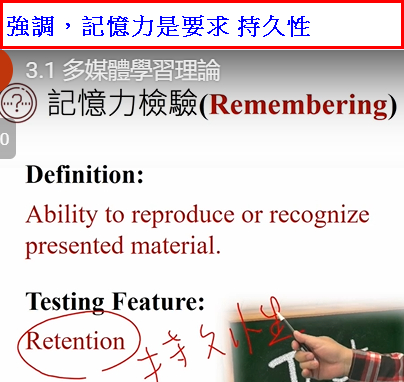 強調，記憶力是要求 持久性
3.1 多媒體學習理論
記憶力檢驗(Remembering)
0
Definition:
Ability to reproduce or recognize
presented material.
Testing Feature:
Retention 持久性